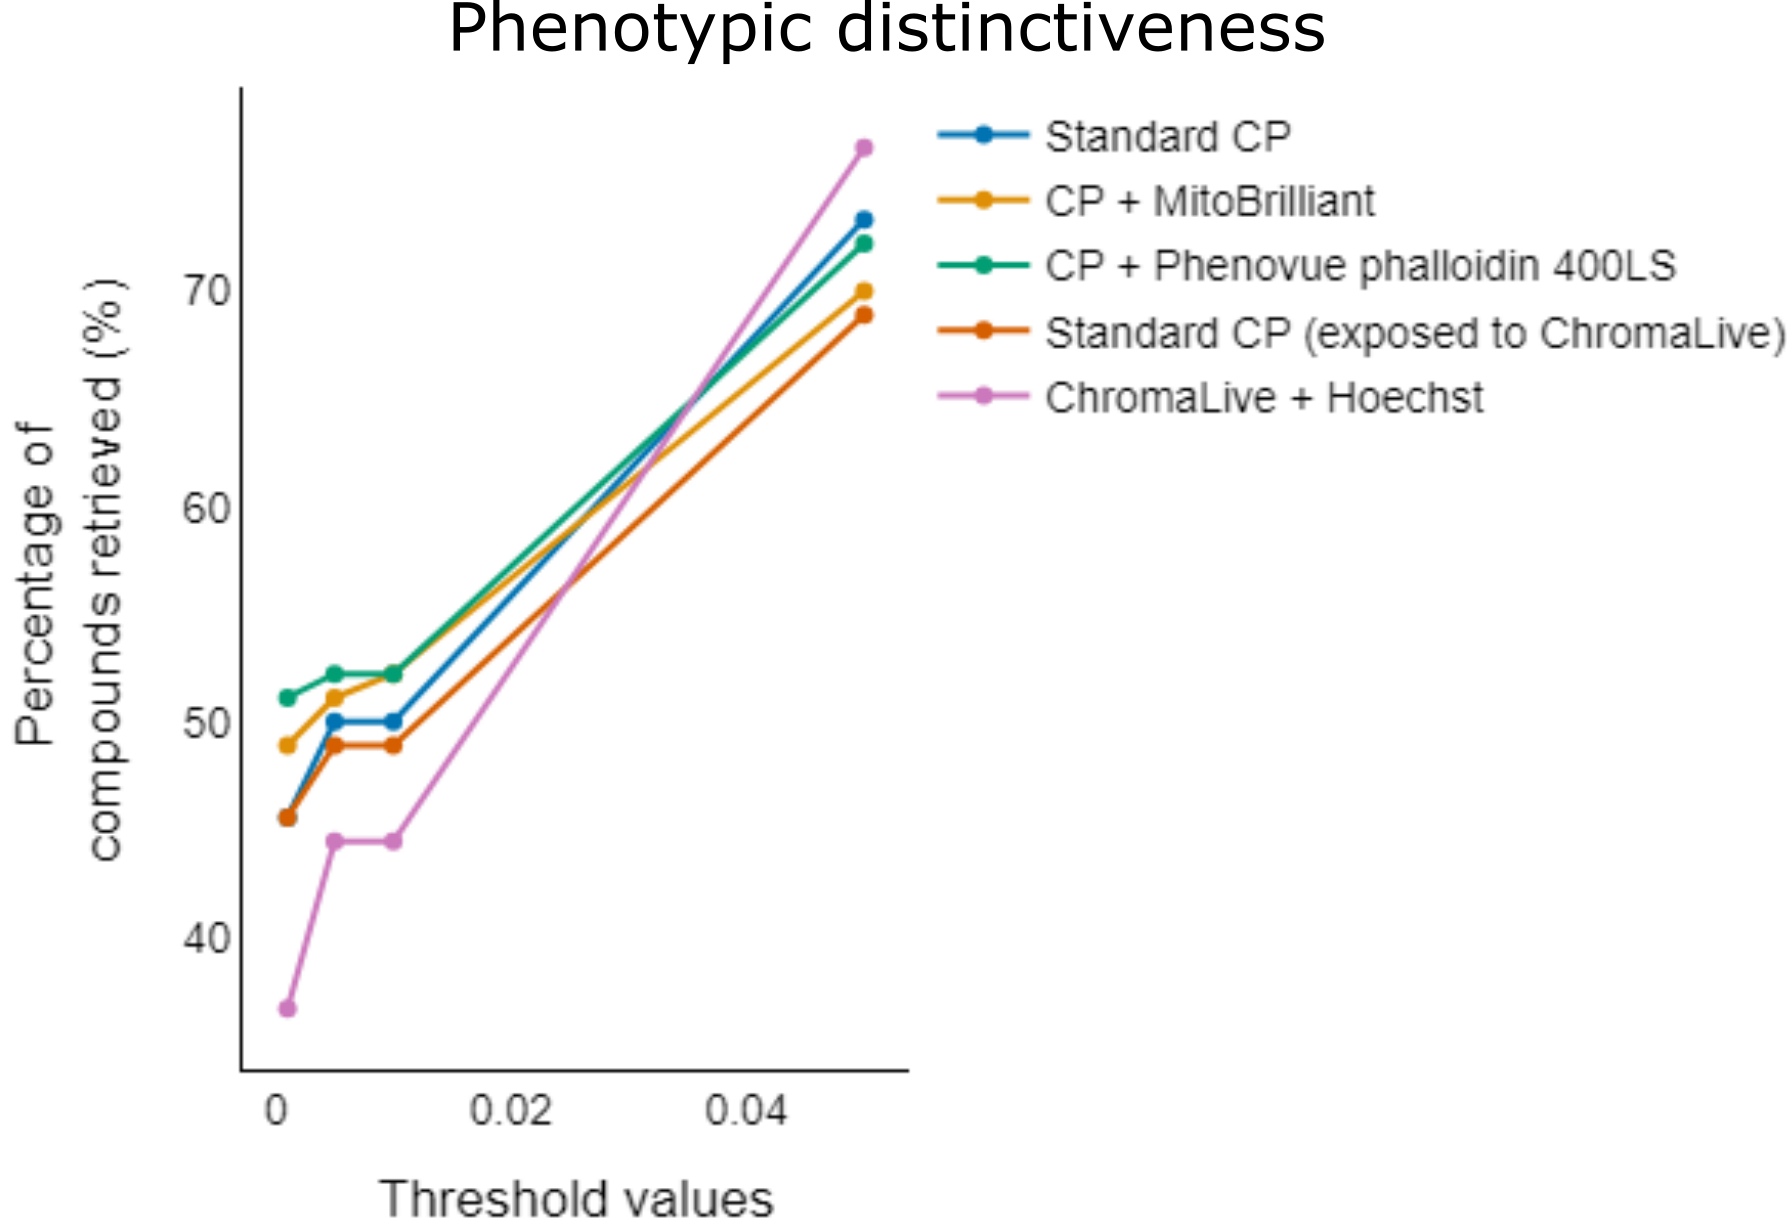 Phenotypic distinctiveness
Percentage of
compounds retrieved (%)
70
60
50
40
0
0.02
0.04
Threshold values
Standard CP
CP + MitoBrilliant
CP + Phenovue phalloidin 400LS
Standard CP (exposed to ChromaLive)
ChromaLive + Hoechst